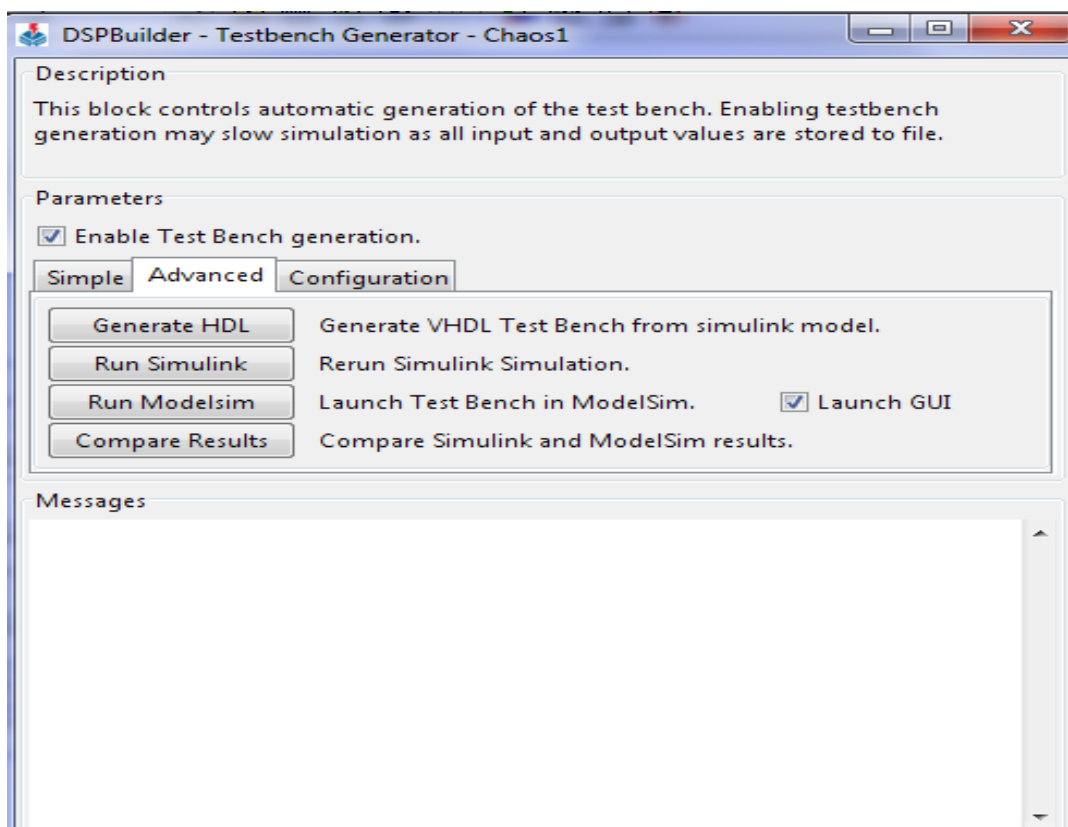 DSPBuilder - Testbench Generator - Chaos1
Description
This block controls automatic generation of the test bench. Enabling testbench
generation may slow simulation as all input and output values are stored to file.
Parameters
Enable Test Bench generation.
Simple Advanced Configuration
Generate HDL Generate VHDL Test Bench from simulink model.
Run Simulink Rerun Simulink Simulation.
Run Modelsim Launch Test Bench in ModelSim. Launch GUI
Compare Results Compare Simulink and ModelSim results.
Messages